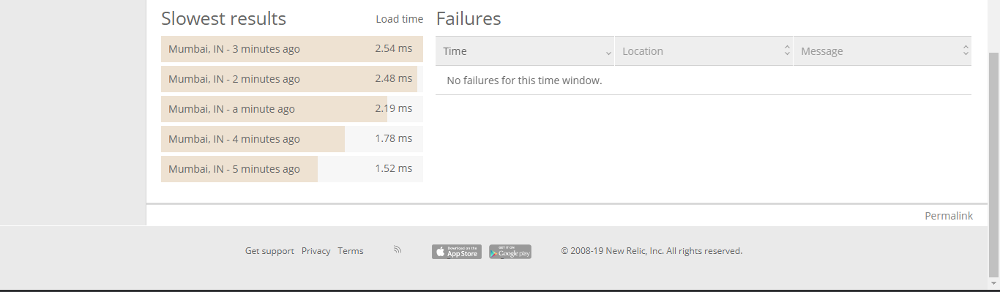 Slowest results Load time
Mumbai, IN - 3 minutes ago 2.54 ms
Mumbai, IN - 2 minutes ago 2.48 ms
Mumbai, IN - a minute ago 2.19 ms
Mumbai, IN - 4 minutes ago 1.78 ms
Mumbai, IN - 5 minutes ago 1.52 ms
Failures
Time Location Message
No failures for this time window.
Permalink
Get support Privacy Terms
Download on the
App Store
GET IT ON
Google play
© 2008-19 New Relic, Inc. All rights reserved.